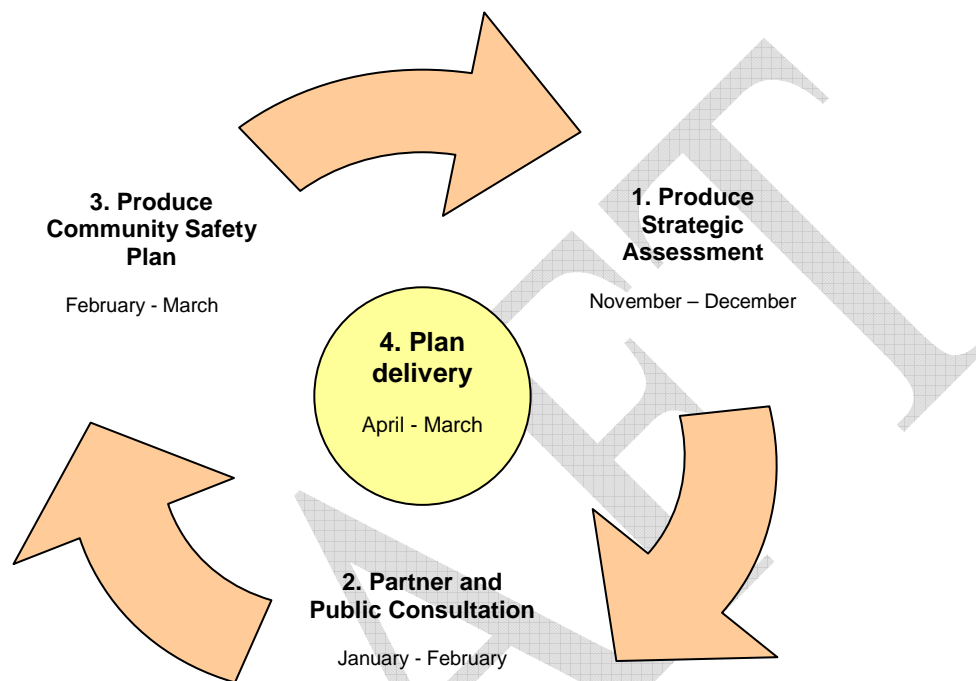 1. Produce
Strategic
Assessment
November – December
2. Partner and
Public Consultation
January - February
3. Produce
Community Safety
Plan
February - March
4. Plan
delivery
April - March